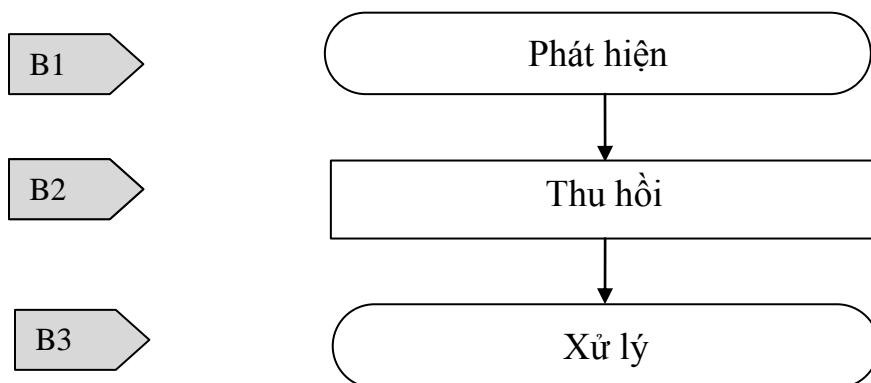 B1
Phát hiện
B2
Thu hồi
B3
Xử lý